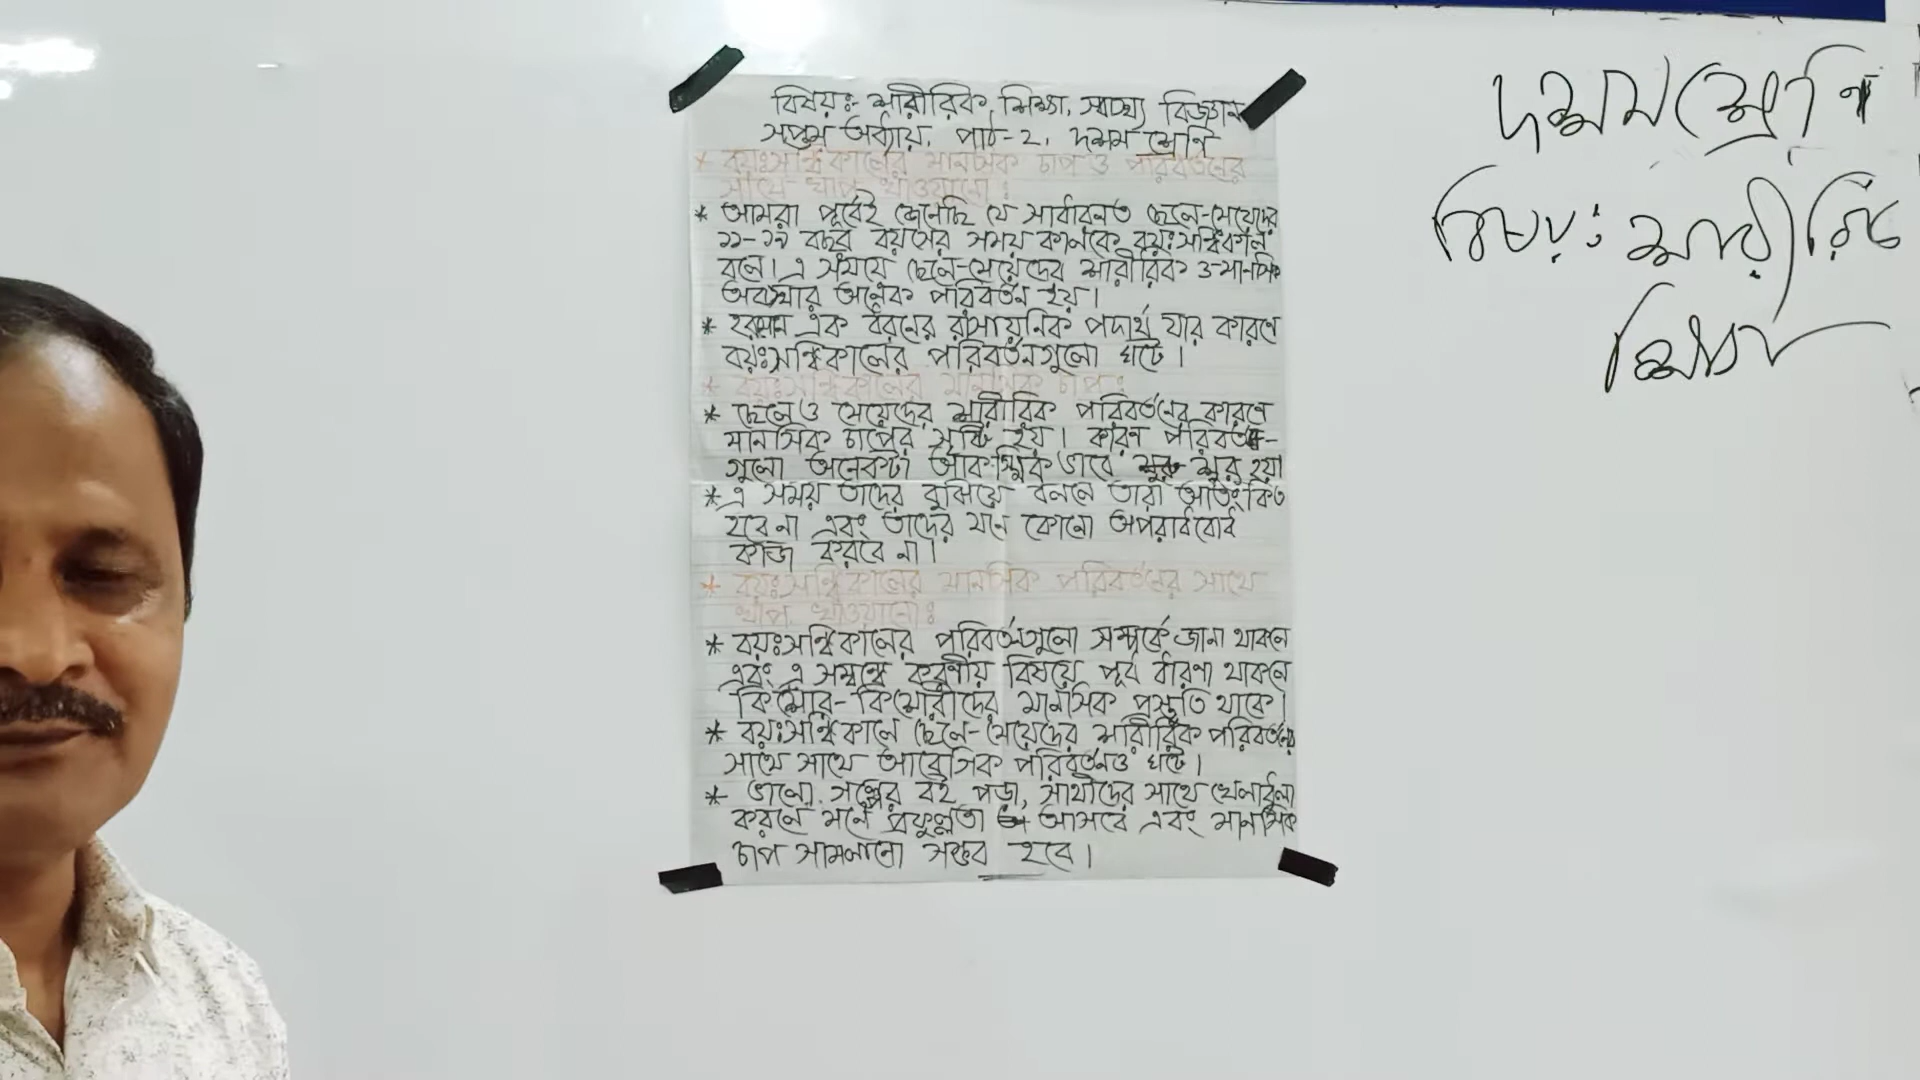 বিষয়ঃ- শারীরিক শিক্ষা, স্বাস্থ্য বিজ্ঞান
সপ্তম অধ্যায়, পাঠ-২, দশম শ্রেণি
* বয়ঃসন্ধিকালের মানসিক চাপ ও পরিবর্তনের
সাথে খাপ খাওয়ানো:
* আমরা পূর্বেই জেনেছি যে সাধারনত ছেলে-মেয়েদের
১১-১৯ বছর বয়সের সময় কালকে বয়ঃসন্ধিকাল
বলে। এ সময়ে ছেলে-মেয়েদের শারীরিক ও মানসিক
অবস্থার অনেক পরিবর্তন হয়।
* হরমোন এক ধরনের রাসায়নিক পদার্থ যার কারণে
বয়ঃসন্ধিকালের পরিবর্তনগুলো ঘটে।
* বয়ঃসন্ধিকালের মানসিক চাপ:
* ছেলে ও মেয়েদের শারীরিক পরিবর্তনের কারণে
মানসিক চাপের সৃষ্টি হয়। কারন পরিবর্তন-
গুলো অনেকটা আকস্মিক ভাবে শুরু হয়।
* এ সময় তাদের বুঝিয়ে বললে তারা আতংকিত
হবে না এবং তাদের মনে কোনো অপরাধবোধ
কাজ করবে না।
* বয়ঃসন্ধিকালের মানসিক পরিবর্তনের সাথে
খাপ খাওয়ানো:
* বয়ঃসন্ধিকালের পরিবর্তনগুলো সম্পর্কে জানা থাকলে
এবং এ সম্বন্ধে করণীয় বিষয়ে পূর্ব ধারণা থাকলে
কিশোর-কিশোরীদের মানসিক প্রস্তুতি থাকে।
* বয়ঃসন্ধিকালে ছেলে-মেয়েদের শারীরিক পরিবর্তনের
সাথে সাথে আবেগিক পরিবর্তনও ঘটে।
* ভালো গল্পের বই পড়া, সাথীদের সাথে খেলাধুলা
করলে মনে প্রফুল্লতা আসবে এবং মানসিক
চাপ সামলানো সম্ভব হবে।
দশম শ্রেণি
বিষয়: শারীরিক
শিক্ষা